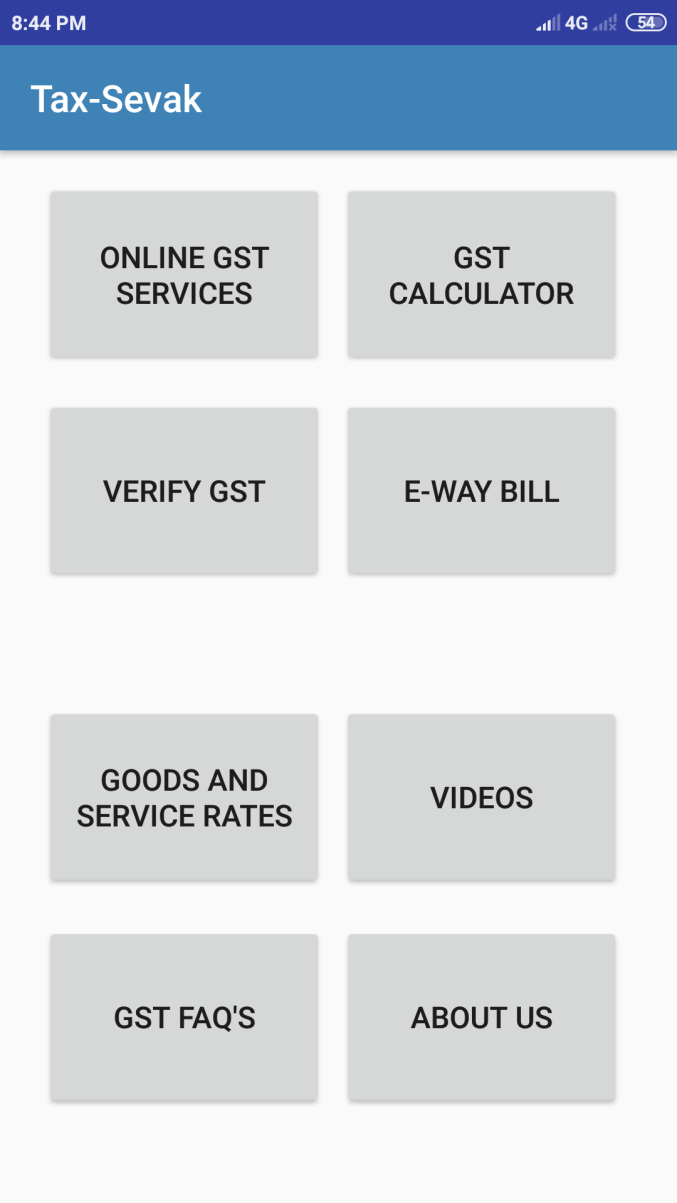 8:44 PM 4G 54
Tax-Sevak
ONLINE GST
SERVICES
GST
CALCULATOR
VERIFY GST
E-WAY BILL
GOODS AND
SERVICE RATES
VIDEOS
GST FAQ'S
ABOUT US